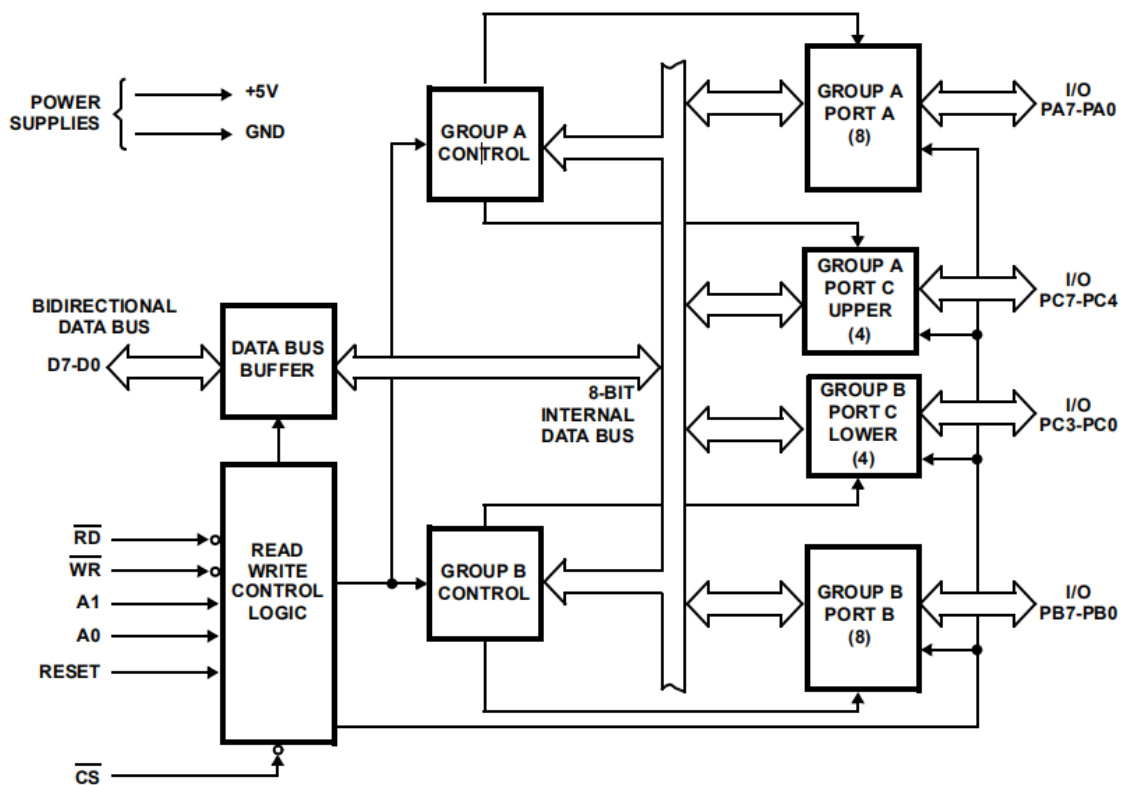 POWER
SUPPLIES
+5V
GND
GROUP A
CONTROL
GROUP A
PORT A
(8)
I/O
PA7-PA0
GROUP A
PORT C
UPPER
(4)
I/O
PC7-PC4
BIDIRECTIONAL
DATA BUS
D7-D0
DATA BUS
BUFFER
8-BIT
INTERNAL
DATA BUS
GROUP B
PORT C
LOWER
(4)
I/O
PC3-PC0
RD
WR
A1
A0
RESET
CS
READ
WRITE
CONTROL
LOGIC
GROUP B
CONTROL
GROUP B
PORT B
(8)
I/O
PB7-PB0